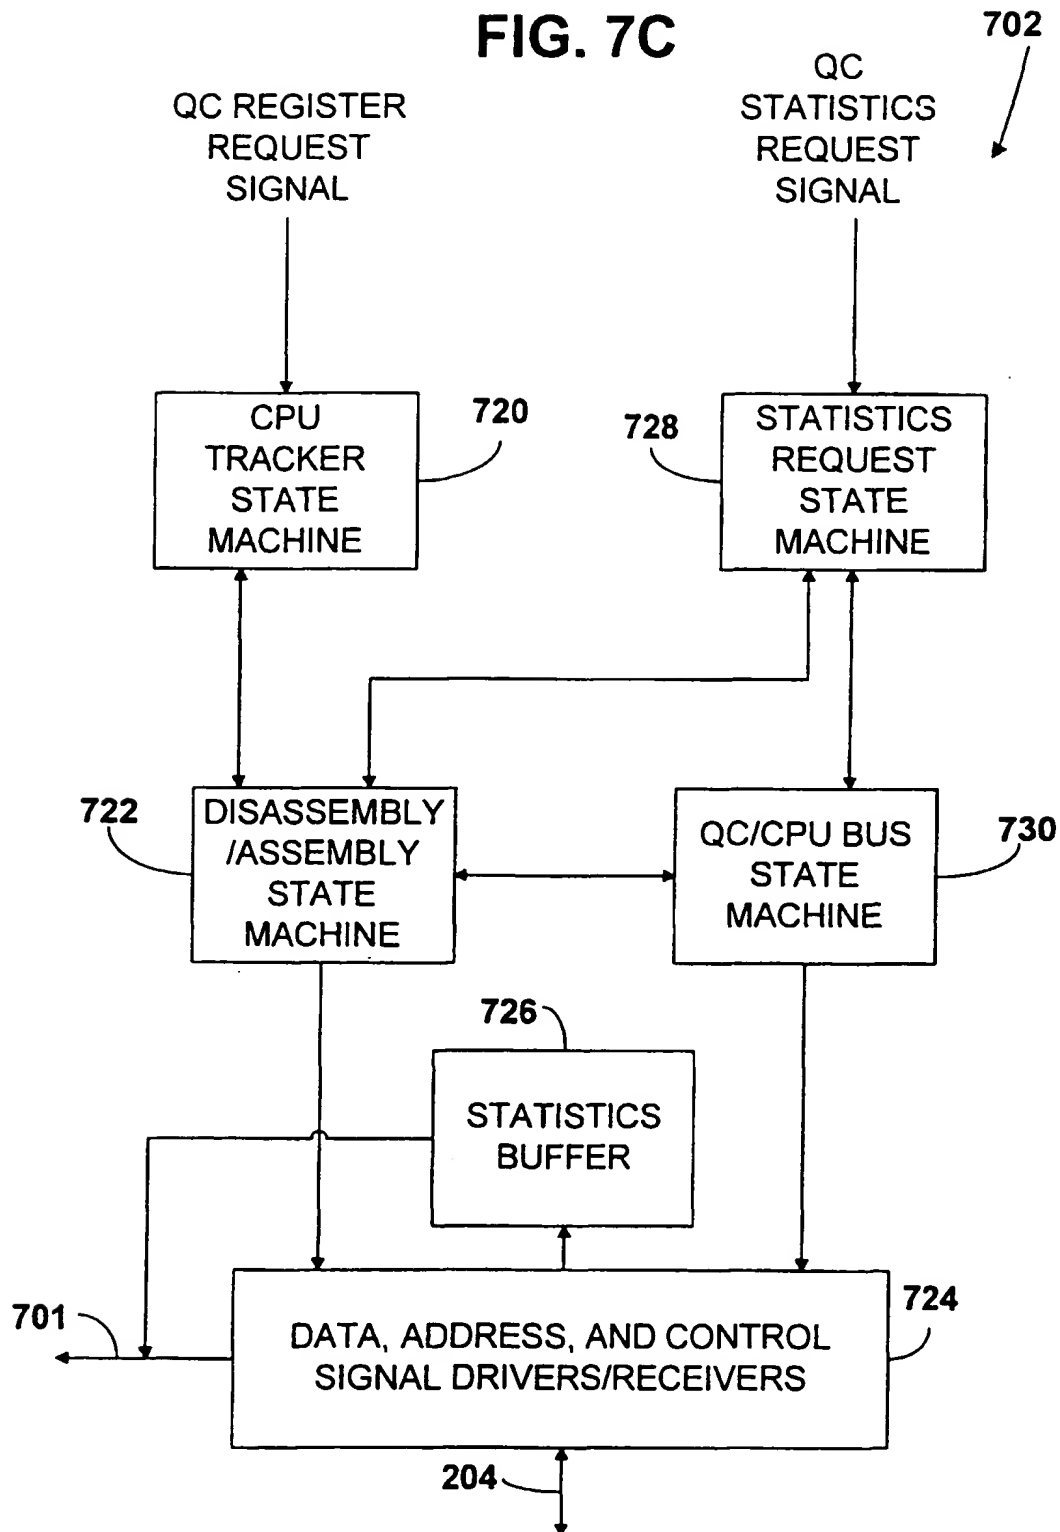 FIG. 7C
702
QC REGISTER
REQUEST
SIGNAL
QC
STATISTICS
REQUEST
SIGNAL
CPU
TRACKER
STATE
MACHINE
720
728
STATISTICS
REQUEST
STATE
MACHINE
722
DISASSEMBLY
/ASSEMBLY
STATE
MACHINE
QC/CPU BUS
STATE
MACHINE
730
726
STATISTICS
BUFFER
701
DATA, ADDRESS, AND CONTROL
SIGNAL DRIVERS/RECEIVERS
724
204